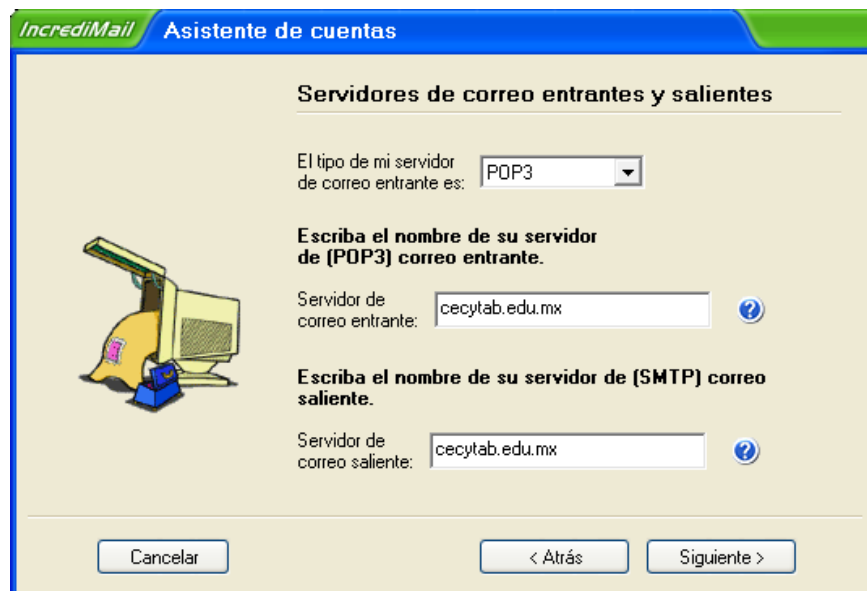 IncrediMail Asistente de cuentas
Servidores de correo entrantes y salientes
El tipo de mi servidor
de correo entrante es: POP3
Escriba el nombre de su servidor
de (POP3) correo entrante.
Servidor de
correo entrante: cecytab.edu.mx
Escriba el nombre de su servidor de (SMTP) correo
saliente.
Servidor de
correo saliente: cecytab.edu.mx
Cancelar < Atrás Siguiente >